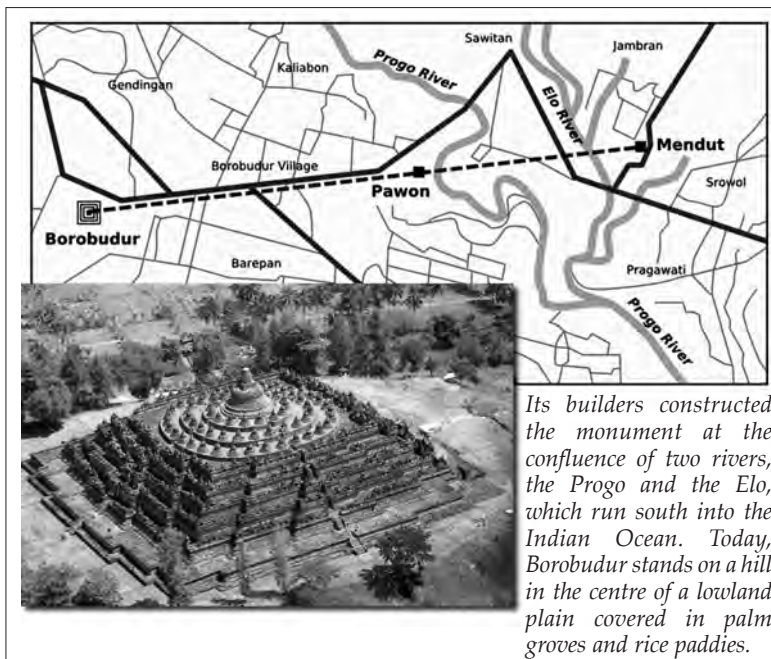 Sawitan
Jambran
Progo River
Kaliabon
Gendingan
Elo River
Mendut
Borobudur Viilage
Pawon
Srowol
Borobudur
Barepan
Pragawati
Progo River
Its builders constructed
the monument at the
confluence of two rivers,
the Progo and the Elo,
which run south into the
Indian Ocean. Today,
Borobudur stands on a hill
in the centre of a lowland
plain covered in palm
groves and rice paddies.